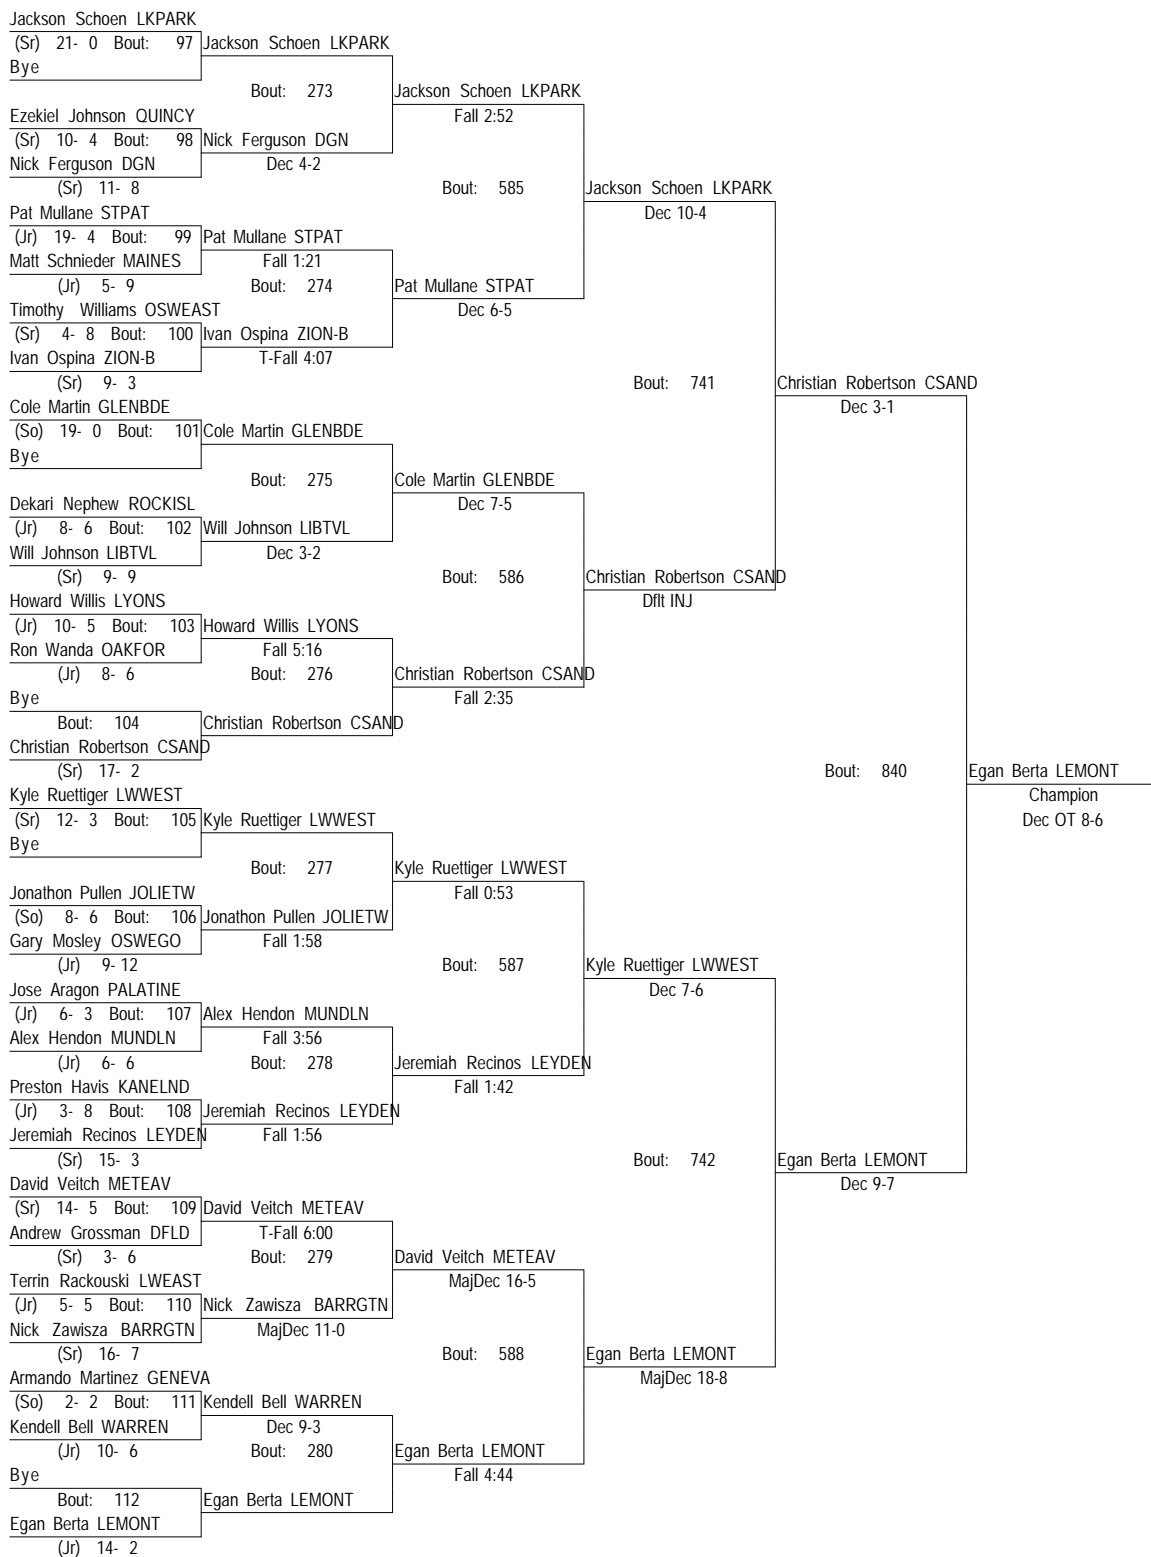 Jackson Schoen LKPARK
(Sr) 21- 0 Bout: 97 Jackson Schoen LKPARK
Bye
Bout: 273 Jackson Schoen LKPARK
Ezekiel Johnson QUINCY Fall 2:52
(Sr) 10- 4 Bout: 98 Nick Ferguson DGN
Nick Ferguson DGN Dec 4-2
(Sr) 11- 8 Bout: 585 Jackson Schoen LKPARK
Pat Mullane STPAT Dec 10-4
(Jr) 19- 4 Bout: 99 Pat Mullane STPAT
Matt Schnieder MAINES Fall 1:21
(Jr) 5- 9 Bout: 274 Pat Mullane STPAT
Timothy Williams OSWEAST Dec 6-5
(Sr) 4- 8 Bout: 100 Ivan Ospina ZION-B
Ivan Ospina ZION-B T-Fall 4:07
(Sr) 9- 3 Bout: 741 Christian Robertson CSAND
Cole Martin GLENBDE Dec 3-1
(So) 19- 0 Bout: 101 Cole Martin GLENBDE
Bye
Bout: 275 Cole Martin GLENBDE
Dekari Nephew ROCKISL Dec 7-5
(Jr) 8- 6 Bout: 102 Will Johnson LIBTVL
Will Johnson LIBTVL Dec 3-2
(Sr) 9- 9 Bout: 586 Christian Robertson CSAND
Howard Willis LYONS Dflt INJ
(Jr) 10- 5 Bout: 103 Howard Willis LYONS
Ron Wanda OAKFOR Fall 5:16
(Jr) 8- 6 Bout: 276 Christian Robertson CSAND
Bye Fall 2:35
Bout: 104 Christian Robertson CSAND
Christian Robertson CSAND
(Sr) 17- 2 Bout: 840 Egan Berta LEMONT
Kyle Ruettiger LWWEST Champion
(Sr) 12- 3 Bout: 105 Kyle Ruettiger LWWEST Dec OT 8-6
Bye
Bout: 277 Kyle Ruettiger LWWEST
Jonathon Pullen JOLIETW Fall 0:53
(So) 8- 6 Bout: 106 Jonathon Pullen JOLIETW
Gary Mosley OSWEGO Fall 1:58
(Jr) 9- 12 Bout: 587 Kyle Ruettiger LWWEST
Jose Aragon PALATINE Dec 7-6
(Jr) 6- 3 Bout: 107 Alex Hendon MUNDLN
Alex Hendon MUNDLN Fall 3:56
(Jr) 6- 6 Bout: 278 Jeremiah Recinos LEYDEN
Preston Havis KANELND Fall 1:42
(Jr) 3- 8 Bout: 108 Jeremiah Recinos LEYDEN
Jeremiah Recinos LEYDEN Fall 1:56
(Sr) 15- 3 Bout: 742 Egan Berta LEMONT
David Veitch METEAV Dec 9-7
(Sr) 14- 5 Bout: 109 David Veitch METEAV
Andrew Grossman DFLD T-Fall 6:00
(Sr) 3- 6 Bout: 279 David Veitch METEAV
Terrin Rackouski LWEAST MajDec 16-5
(Jr) 5- 5 Bout: 110 Nick Zawisza BARRGTN
Nick Zawisza BARRGTN MajDec 11-0
(Sr) 16- 7 Bout: 588 Egan Berta LEMONT
Armando Martinez GENEVA MajDec 18-8
(So) 2- 2 Bout: 111 Kendell Bell WARREN
Kendell Bell WARREN Dec 9-3
(Jr) 10- 6 Bout: 280 Egan Berta LEMONT
Bye Fall 4:44
Bout: 112 Egan Berta LEMONT
Egan Berta LEMONT
(Jr) 14- 2